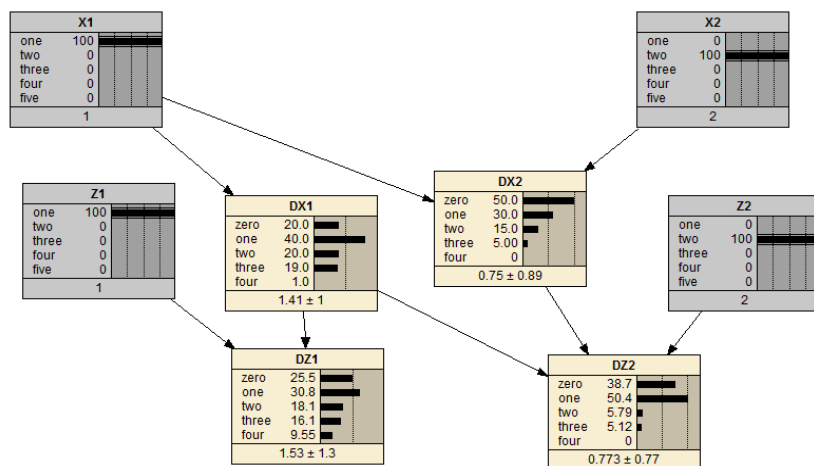 X1
one 100
two 0
three 0
four 0
five 0
1
X2
one 0
two 100
three 0
four 0
five 0
2
Z1
one 100
two 0
three 0
four 0
five 0
1
DX1
zero 20.0
one 40.0
two 20.0
three 19.0
four 1.0
1.41 ± 1
DX2
zero 50.0
one 30.0
two 15.0
three 5.00
four 0
0.75 ± 0.89
Z2
one 0
two 100
three 0
four 0
five 0
2
DZ1
zero 25.5
one 30.8
two 18.1
three 16.1
four 9.55
1.53 ± 1.3
DZ2
zero 38.7
one 50.4
two 5.79
three 5.12
four 0
0.773 ± 0.77